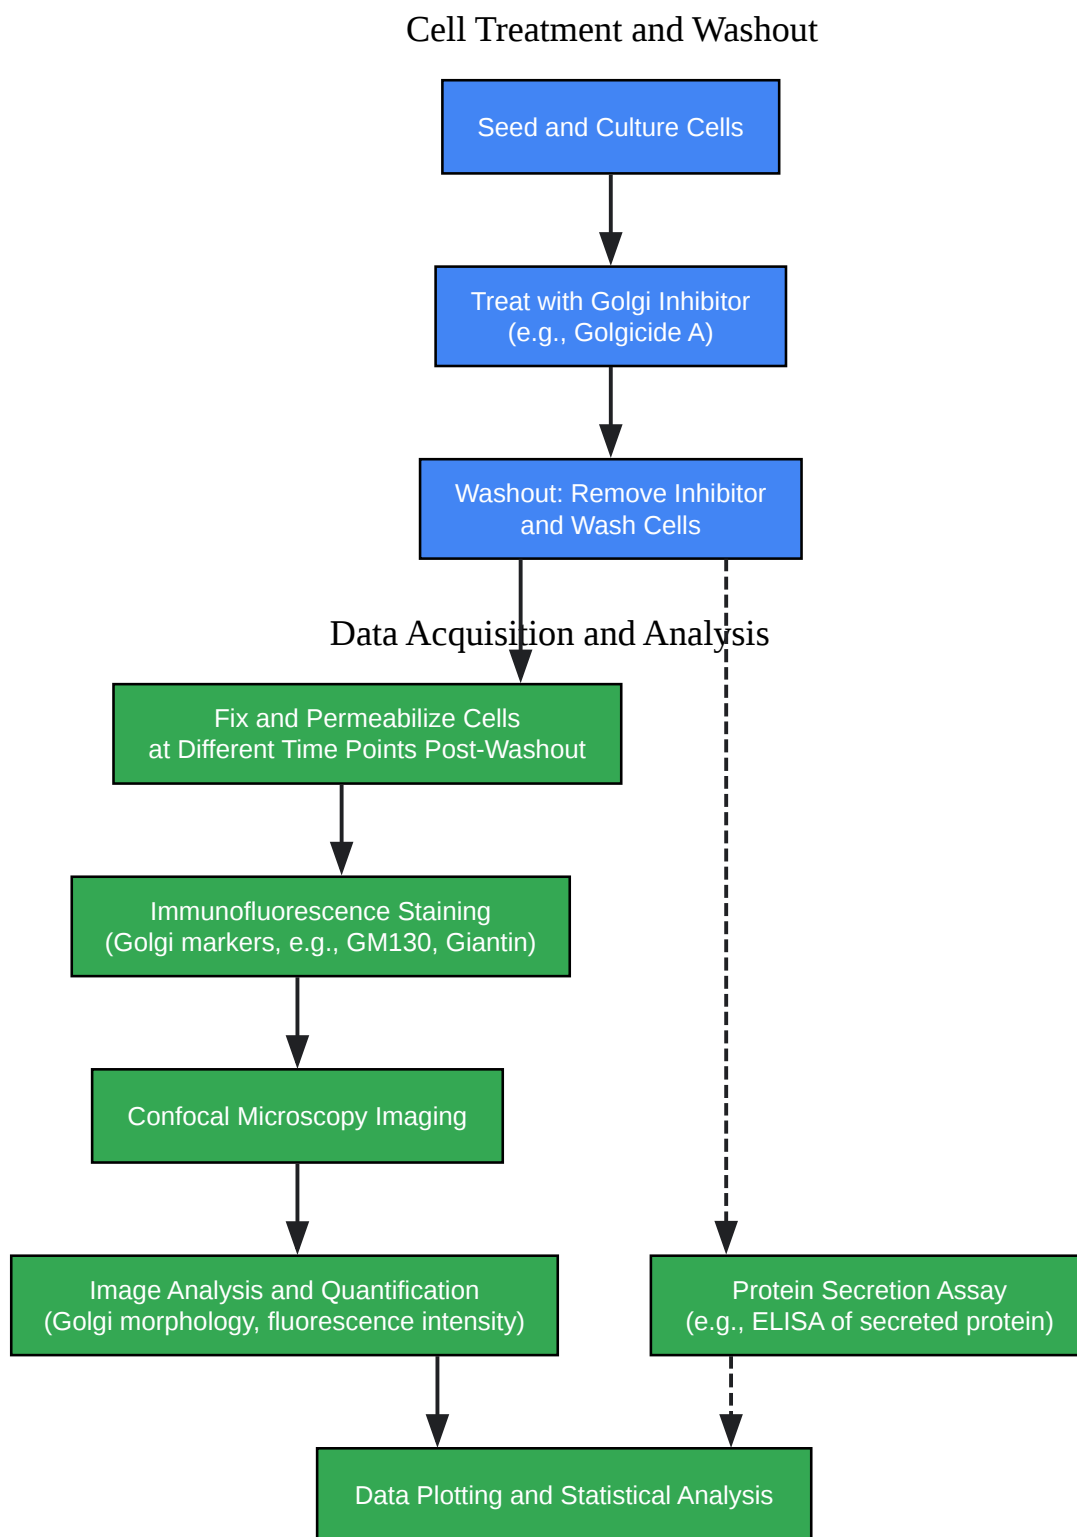 Cell Treatment and Washout
Seed and Culture Cells
Treat with Golgi Inhibitor
(e.g., Golgicide A)
Washout: Remove Inhibitor
and Wash Cells
Data Acquisition and Analysis
Fix and Permeabilize Cells
at Different Time Points Post-Washout
Immunofluorescence Staining
(Golgi markers, e.g., GM130, Giantin)
Confocal Microscopy Imaging
Image Analysis and Quantification
(Golgi morphology, fluorescence intensity)
Protein Secretion Assay
(e.g., ELISA of secreted protein)
Data Plotting and Statistical Analysis